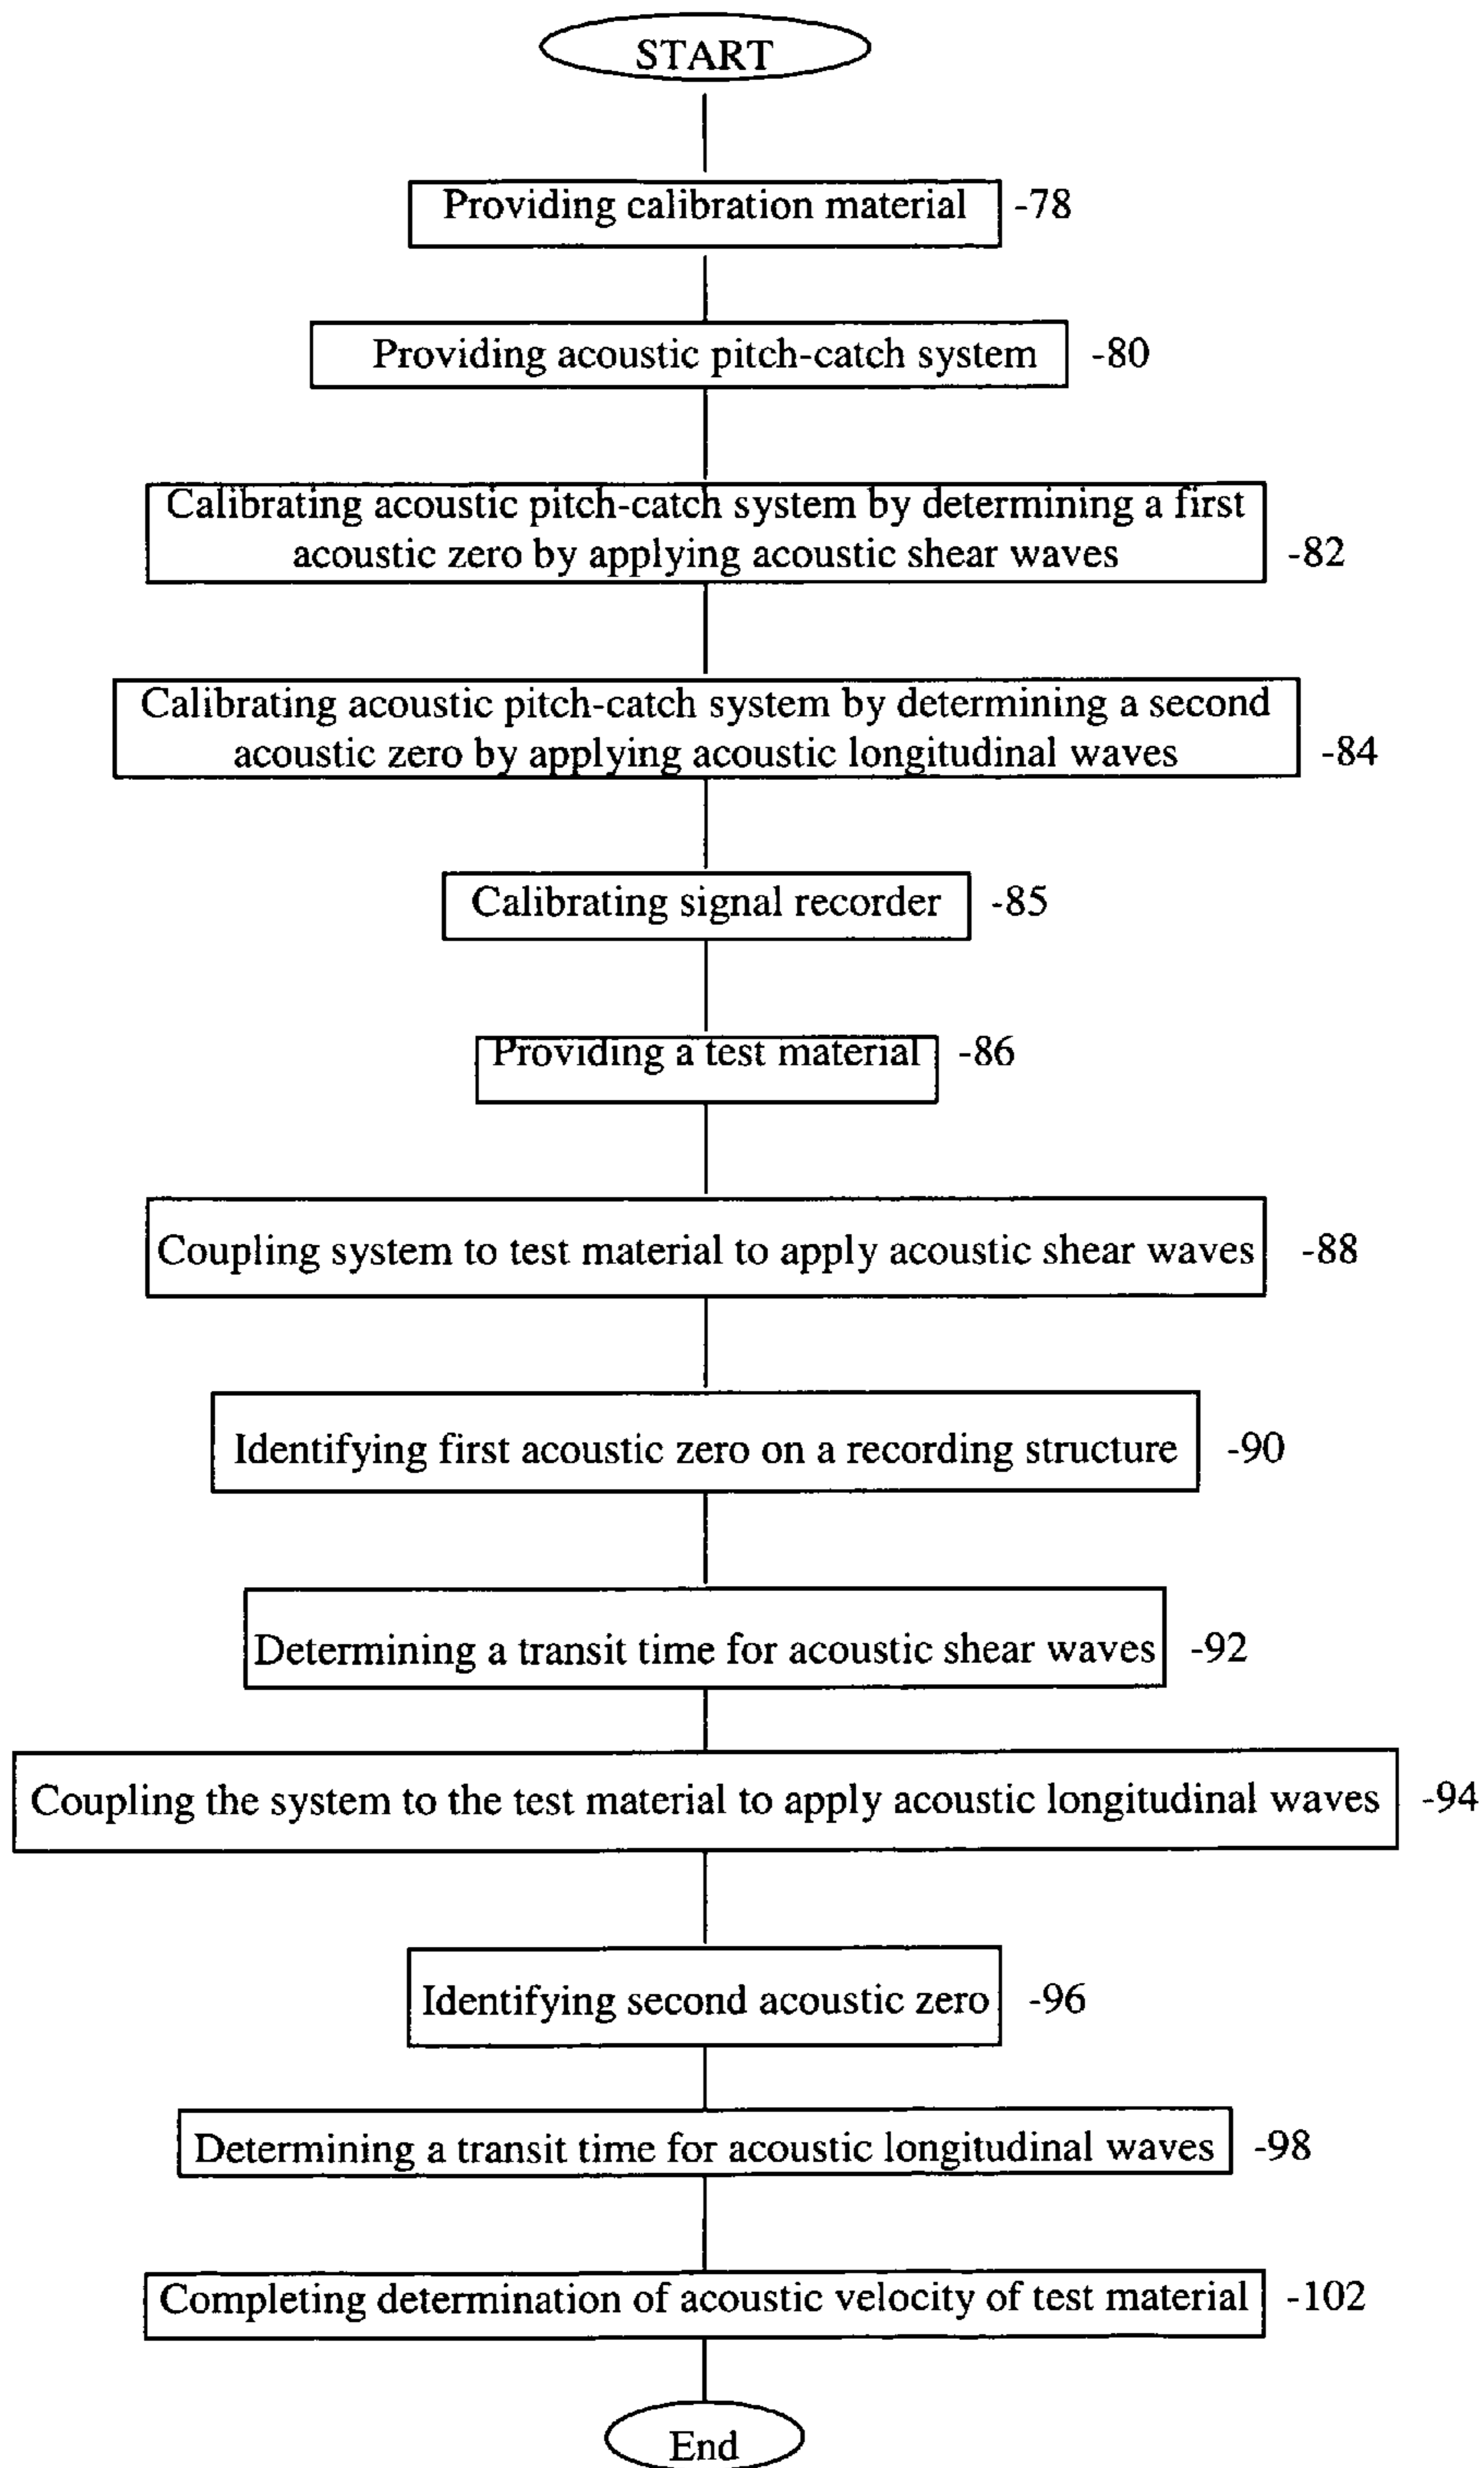 START
Providing calibration material -78
Providing acoustic pitch-catch system -80
Calibrating acoustic pitch-catch system by determining a first
acoustic zero by applying acoustic shear waves -82
Calibrating acoustic pitch-catch system by determining a second
acoustic zero by applying acoustic longitudinal waves -84
Calibrating signal recorder -85
Providing a test material -86
Coupling system to test material to apply acoustic shear waves -88
Identifying first acoustic zero on a recording structure -90
Determining a transit time for acoustic shear waves -92
Coupling the system to the test material to apply acoustic longitudinal waves -94
Identifying second acoustic zero -96
Determining a transit time for acoustic longitudinal waves -98
Completing determination of acoustic velocity of test material -102
End